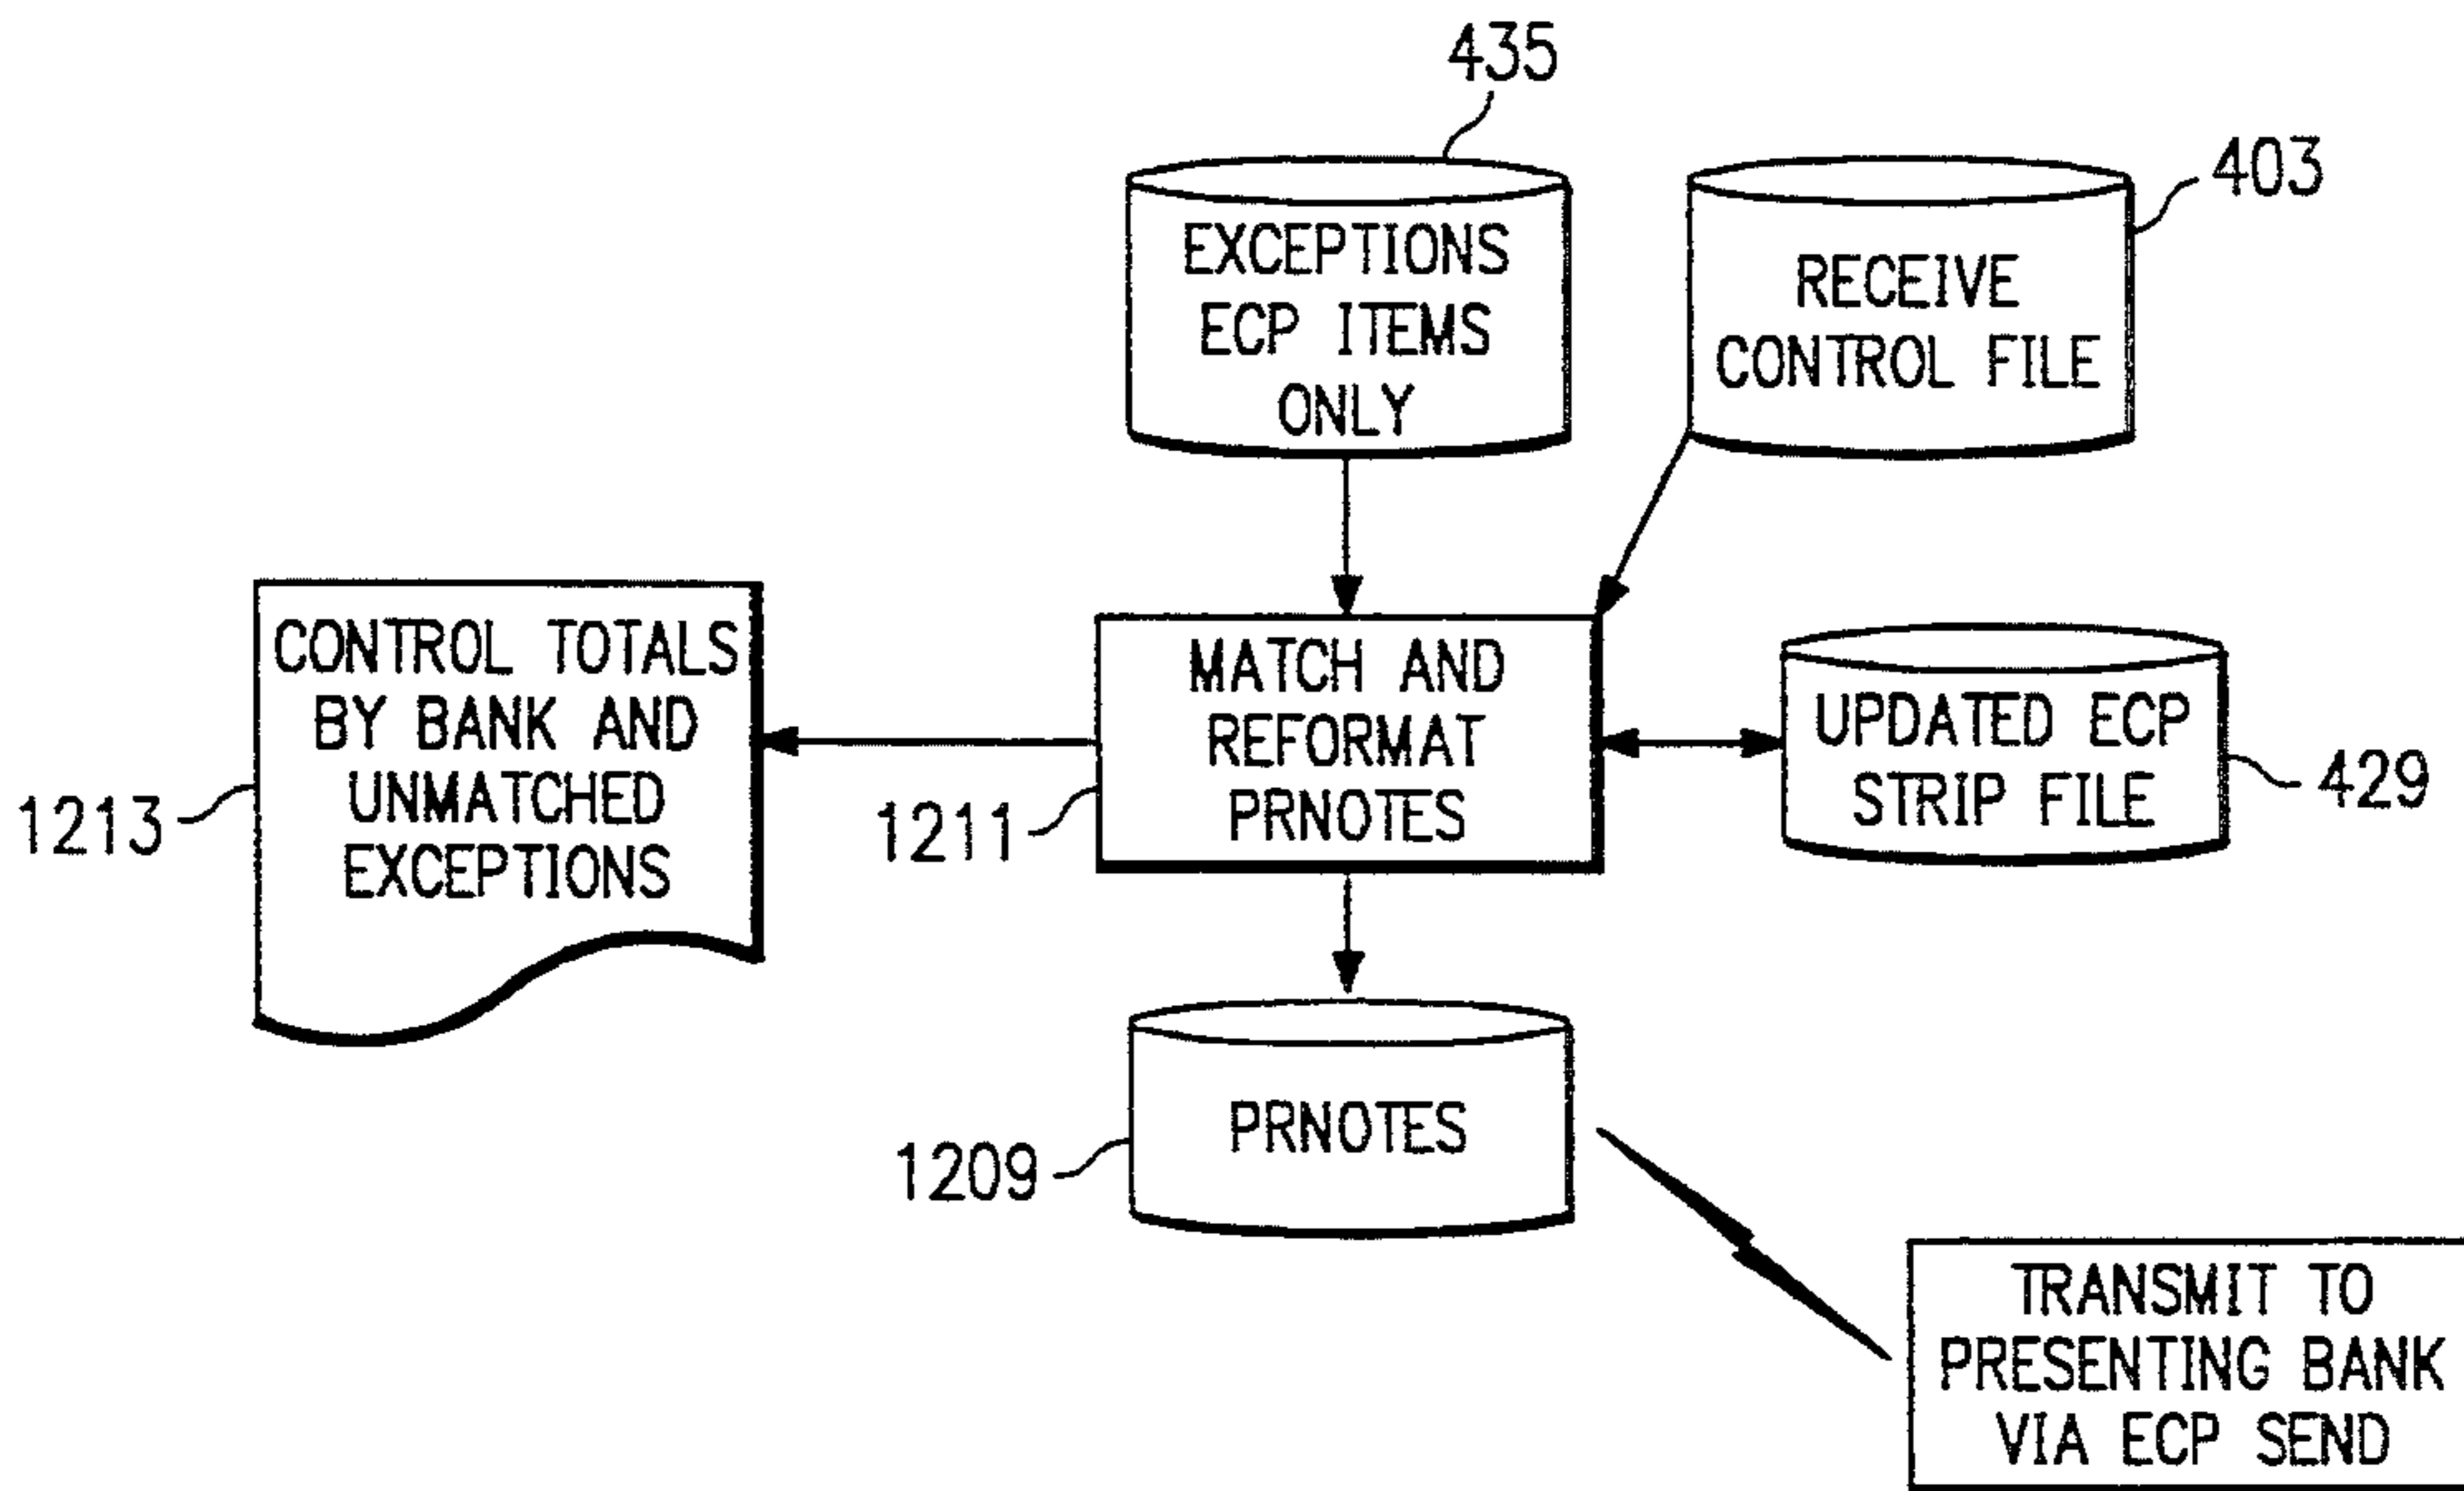 435
403
EXCEPTIONS
ECP ITEMS
ONLY
RECEIVE
CONTROL FILE
CONTROL TOTALS
BY BANK AND
UNMATCHED
EXCEPTIONS
1213
MATCH AND
REFORMAT
PRNOTES
1211
UPDATED ECP
STRIP FILE
429
PRNOTES
1209
TRANSMIT TO
PRESENTING BANK
VIA ECP SEND